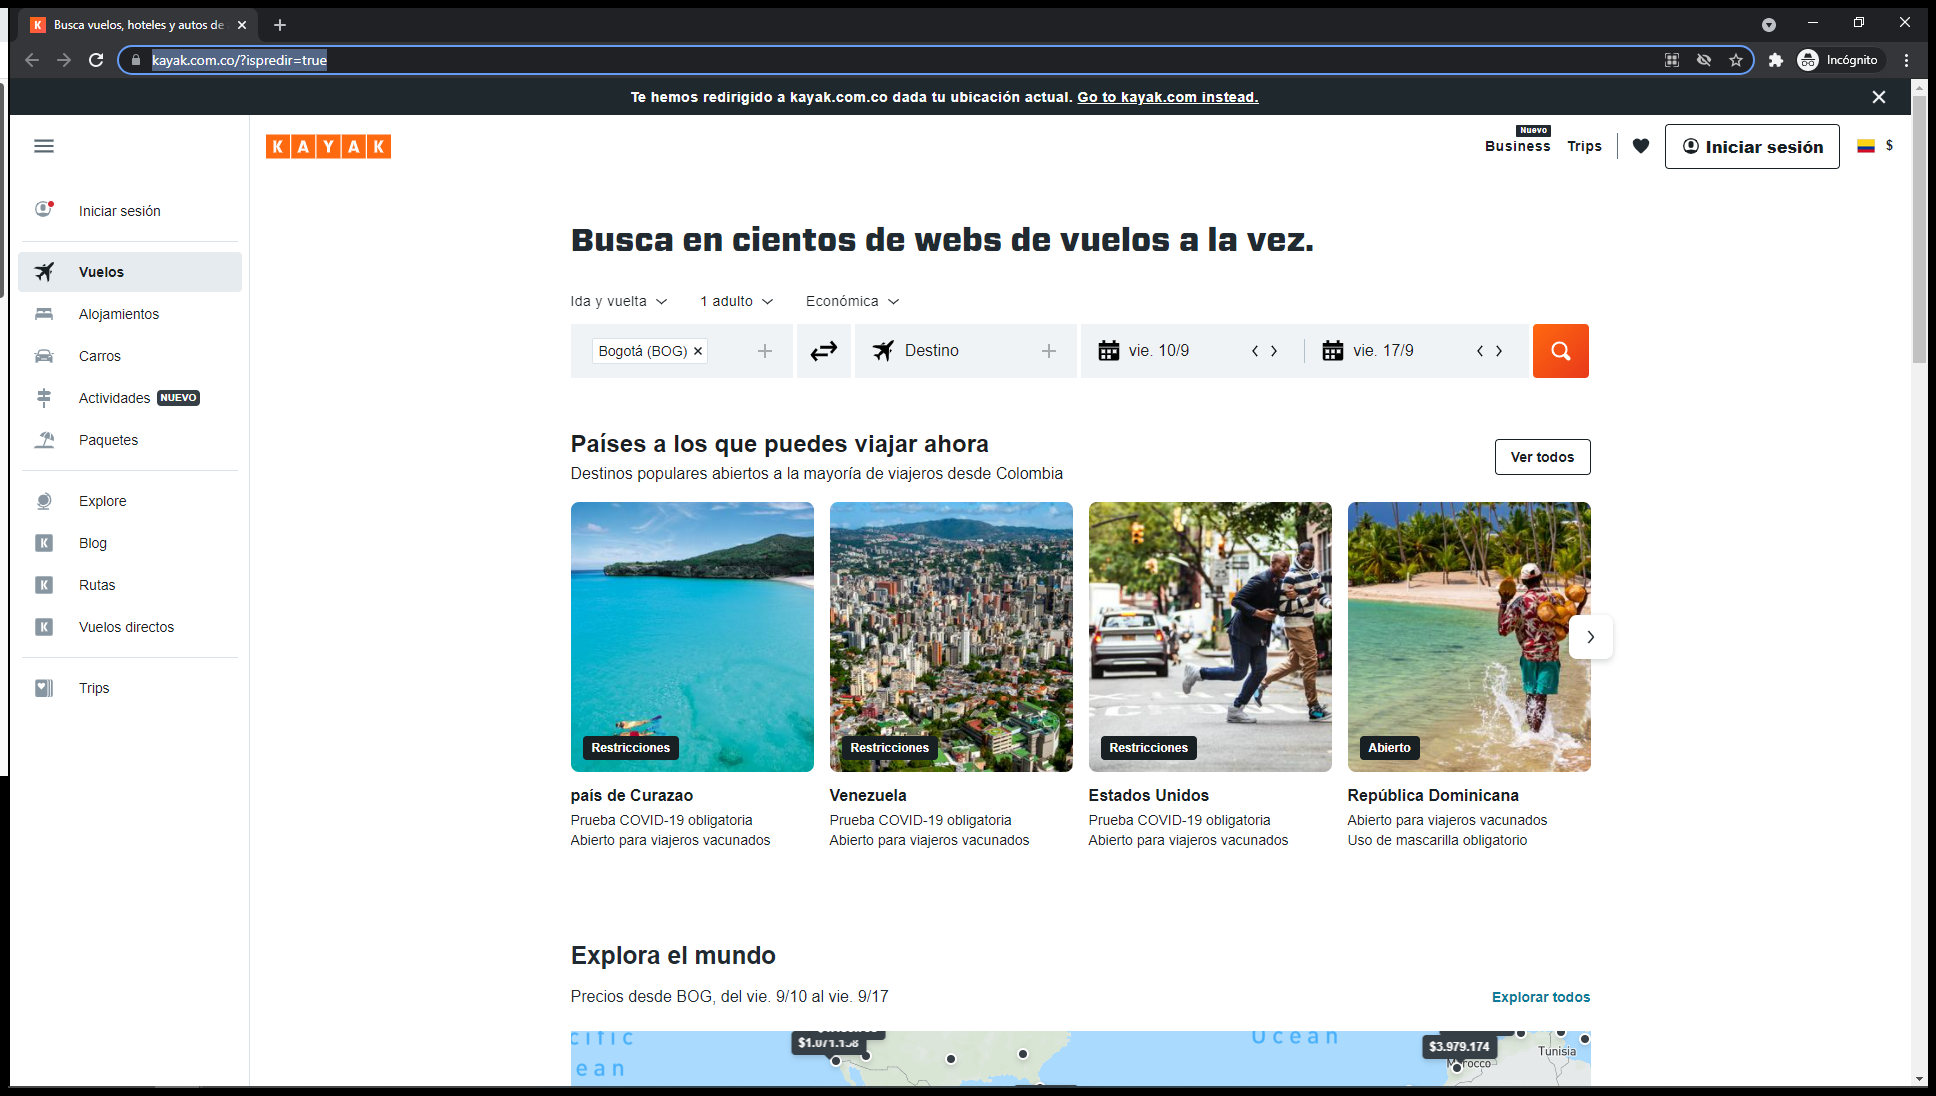 Busca vuelos, hoteles y autos de
kayak.com.co/?ispredir=true
Incógnito
Te hemos redirigido a kayak.com.co dada tu ubicación actual. Go to kayak.com instead.
KAYAK
Nuevo
Business
Trips
Iniciar sesión
$
Iniciar sesión
Vuelos
Alojamientos
Carros
Actividades NUEVO
Paquetes
Explore
K Blog
K Rutas
K Vuelos directos
Trips
Busca en cientos de webs de vuelos a la vez.
Ida y vuelta
1 adulto
Económica
Bogotá (BOG)
Destino
vie. 10/9
vie. 17/9
Países a los que puedes viajar ahora
Destinos populares abiertos a la mayoría de viajeros desde Colombia
Ver todos
Restricciones
país de Curazao
Prueba COVID-19 obligatoria
Abierto para viajeros vacunados
Restricciones
Venezuela
Prueba COVID-19 obligatoria
Abierto para viajeros vacunados
Restricciones
Estados Unidos
Prueba COVID-19 obligatoria
Abierto para viajeros vacunados
Abierto
República Dominicana
Abierto para viajeros vacunados
Uso de mascarilla obligatorio
Explora el mundo
Precios desde BOG, del vie. 9/10 al vie. 9/17
Explorar todos
cific
ean
Ocean
$3.979.174
Tunisia